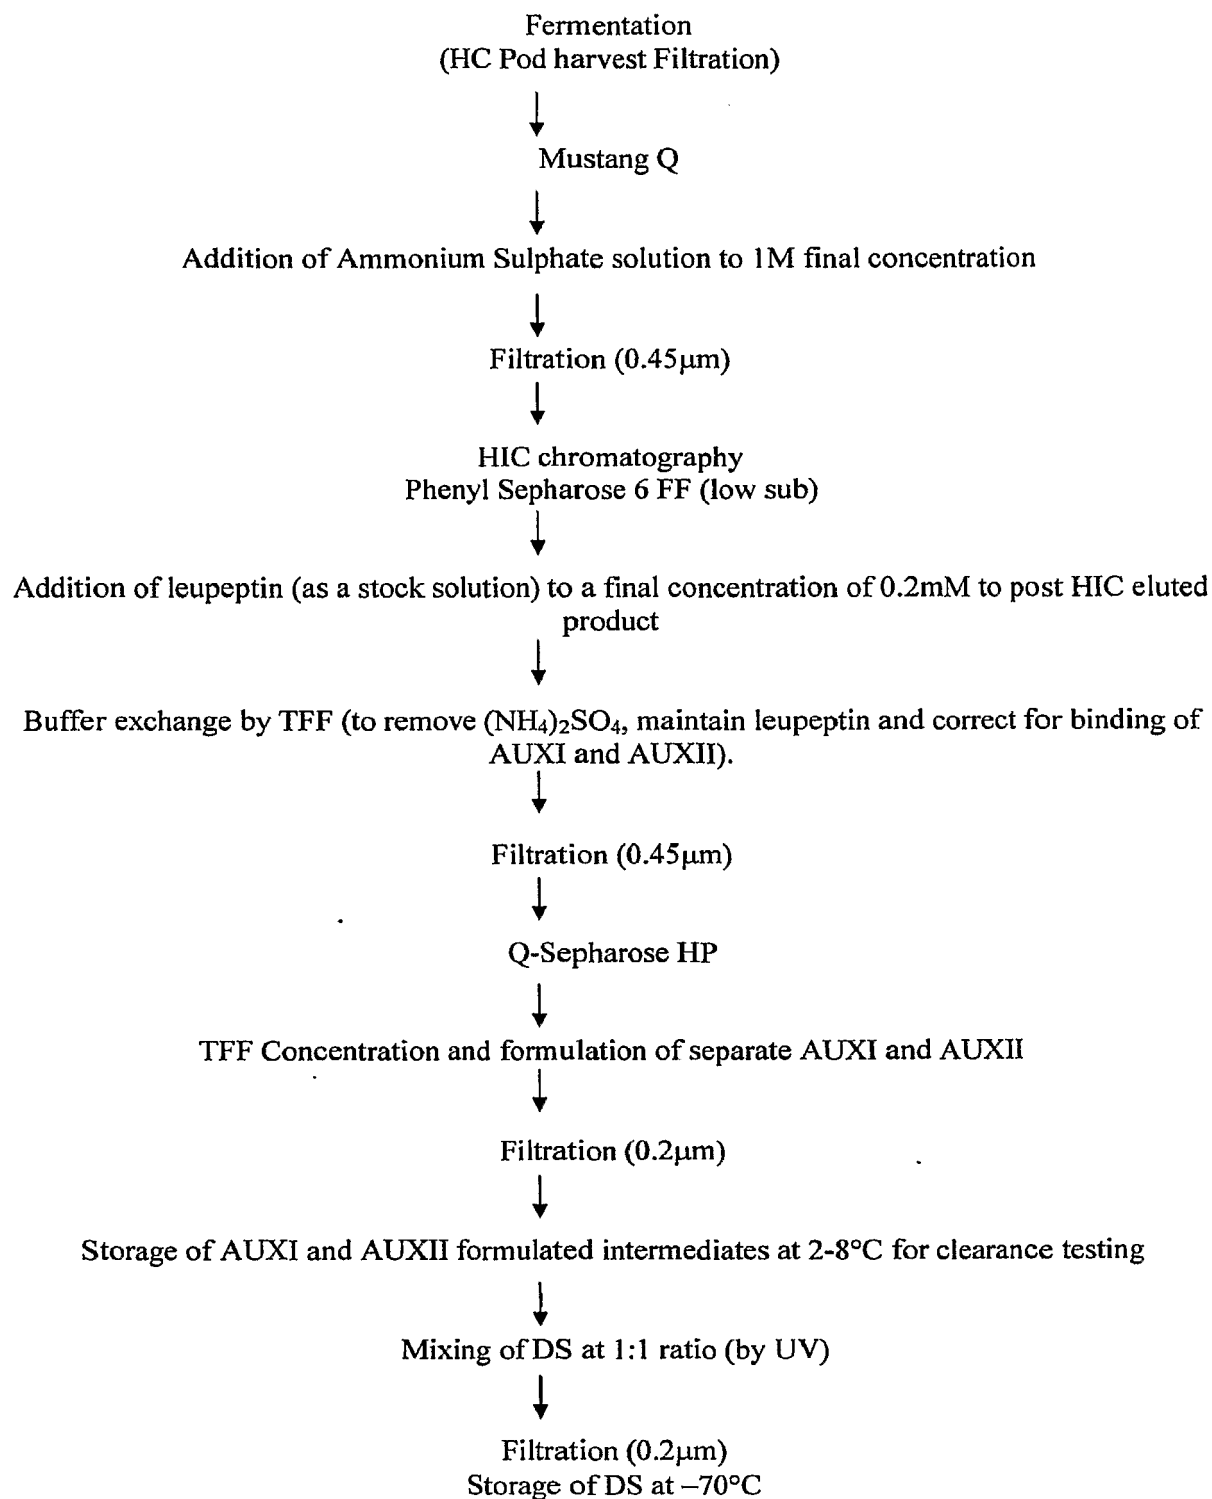 Fermentation
(HC Pod harvest Filtration)
Mustang Q
Addition of Ammonium Sulphate solution to 1M final concentration
Filtration (0.45µm)
HIC chromatography
Phenyl Sepharose 6 FF (low sub)
Addition of leupeptin (as a stock solution) to a final concentration of 0.2mM to post HIC eluted
product
Buffer exchange by TFF (to remove (NH₄)₂SO₄, maintain leupeptin and correct for binding of
AUXI and AUXII).
Filtration (0.45µm)
Q-Sepharose HP
TFF Concentration and formulation of separate AUXI and AUXII
Filtration (0.2µm)
Storage of AUXI and AUXII formulated intermediates at 2-8°C for clearance testing
Mixing of DS at 1:1 ratio (by UV)
Filtration (0.2µm)
Storage of DS at –70°C